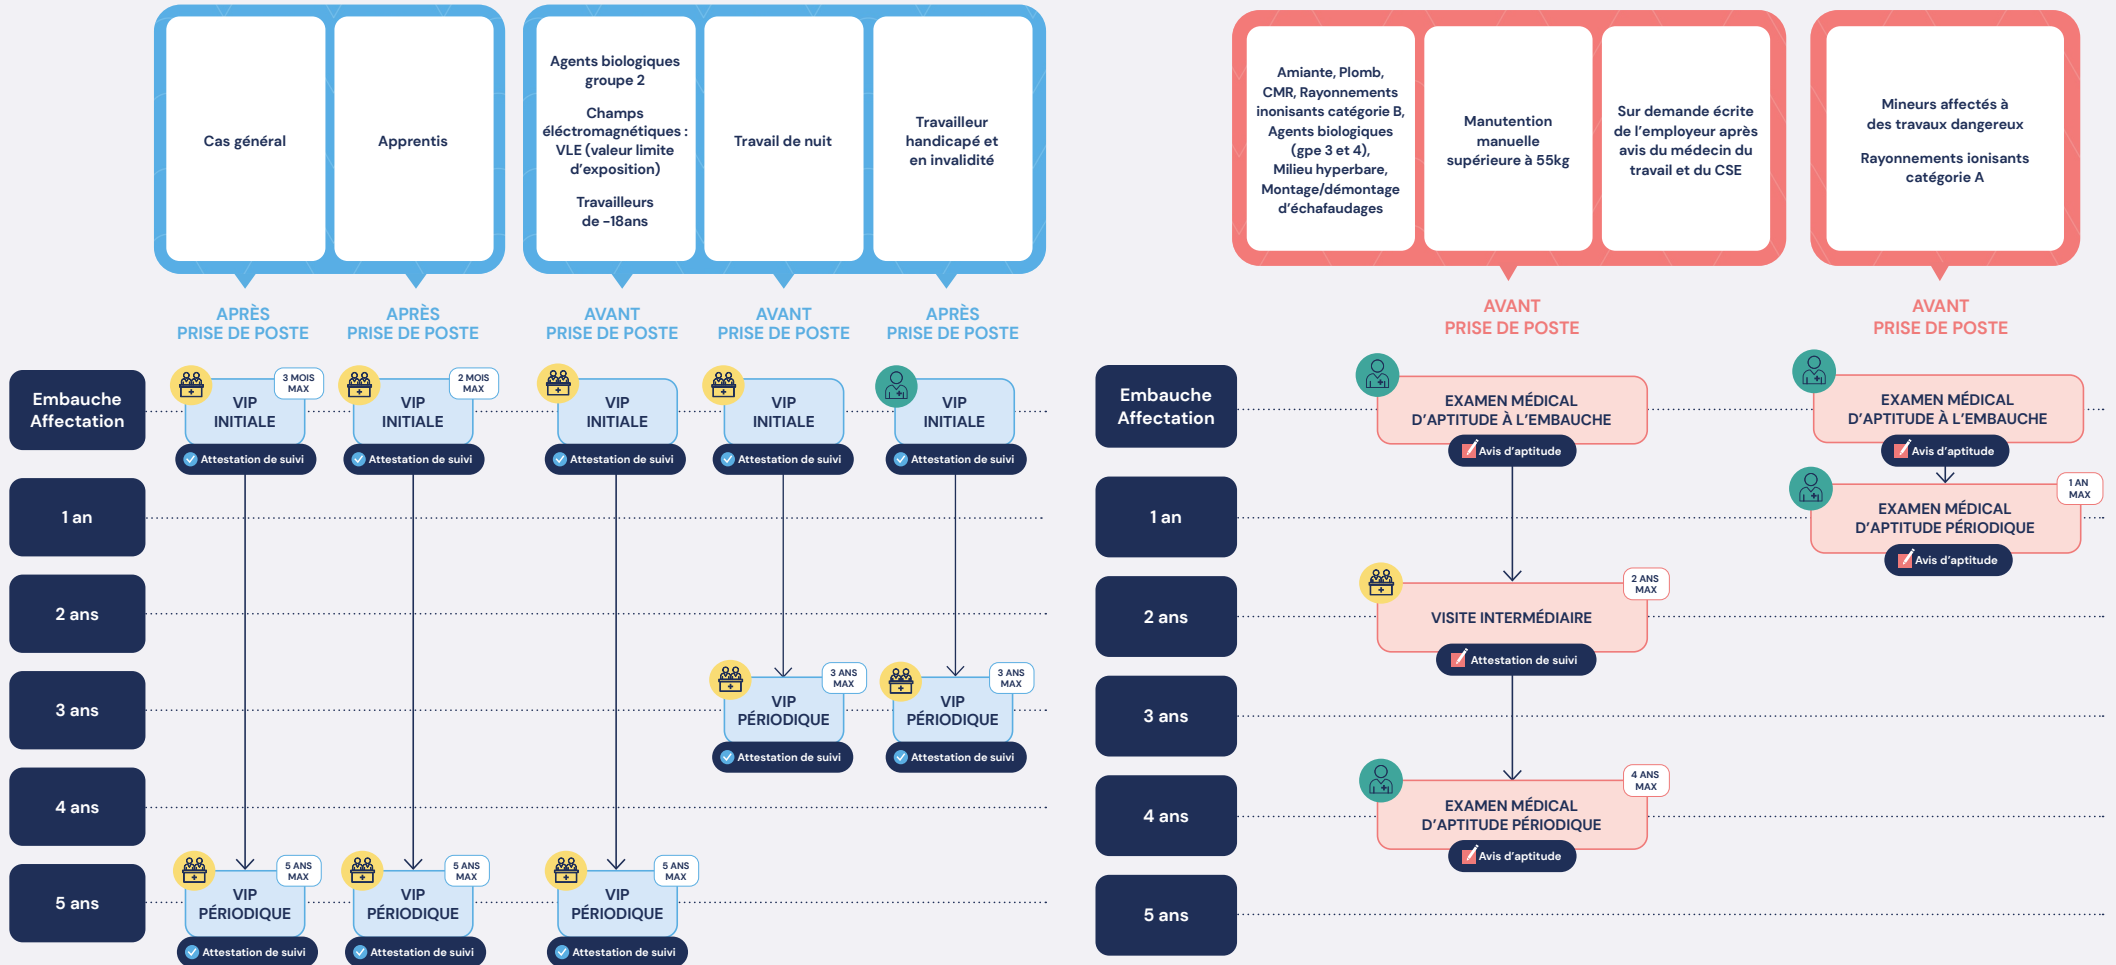 Cas général
Apprentis
Agents biologiques
groupe 2
Champs
éléctromagnétiques :
VLE (valeur limite
d’exposition)
Travailleurs
de -18ans
Travail de nuit
Travailleur
handicapé et
en invalidité
APRÈS
PRISE DE POSTE
APRÈS
PRISE DE POSTE
AVANT
PRISE DE POSTE
AVANT
PRISE DE POSTE
APRÈS
PRISE DE POSTE
Embauche
Affectation
3 MOIS
MAX
VIP
INITIALE
Attestation de suivi
2 MOIS
MAX
VIP
INITIALE
Attestation de suivi
VIP
INITIALE
Attestation de suivi
VIP
INITIALE
Attestation de suivi
VIP
INITIALE
Attestation de suivi
1 an
2 ans
3 ans
3 ANS
MAX
VIP
PÉRIODIQUE
Attestation de suivi
3 ANS
MAX
VIP
PÉRIODIQUE
Attestation de suivi
4 ans
5 ans
5 ANS
MAX
VIP
PÉRIODIQUE
Attestation de suivi
5 ANS
MAX
VIP
PÉRIODIQUE
Attestation de suivi
5 ANS
MAX
VIP
PÉRIODIQUE
Attestation de suivi
Amiante, Plomb,
CMR, Rayonnements
inonisants catégorie B,
Agents biologiques
(gpe 3 et 4),
Milieu hyperbare,
Montage/démontage
d’échafaudages
Manutention
manuelle
supérieure à 55kg
Sur demande écrite
de l’employeur après
avis du médecin du
travail et du CSE
Mineurs affectés à
des travaux dangereux
Rayonnements ionisants
catégorie A
AVANT
PRISE DE POSTE
AVANT
PRISE DE POSTE
Embauche
Affectation
EXAMEN MÉDICAL
D’APTITUDE À L’EMBAUCHE
Avis d’aptitude
EXAMEN MÉDICAL
D’APTITUDE À L’EMBAUCHE
Avis d’aptitude
1 an
1 AN
MAX
EXAMEN MÉDICAL
D’APTITUDE PÉRIODIQUE
Avis d’aptitude
2 ans
2 ANS
MAX
VISITE INTERMÉDIAIRE
Attestation de suivi
3 ans
4 ans
4 ANS
MAX
EXAMEN MÉDICAL
D’APTITUDE PÉRIODIQUE
Avis d’aptitude
5 ans